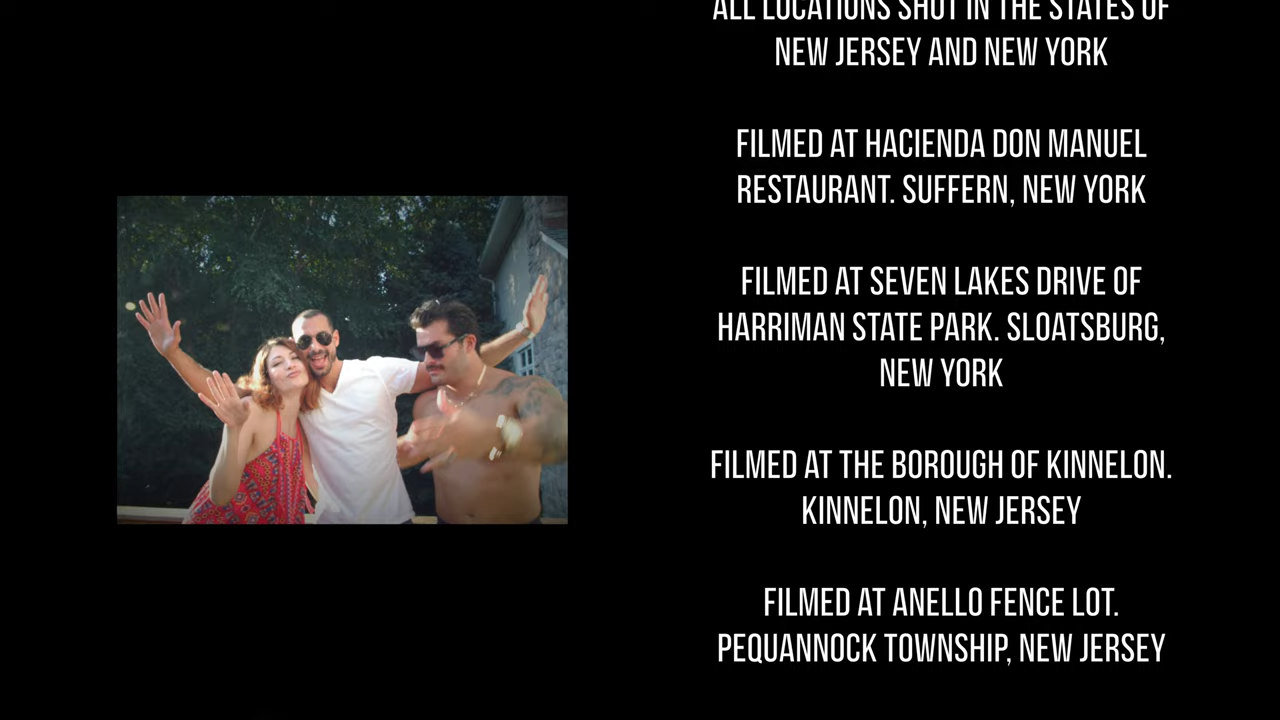 ALL LOCATIONS SHOT IN THE STATES OF
NEW JERSEY AND NEW YORK
FILMED AT HACIENDA DON MANUEL
RESTAURANT. SUFFERN, NEW YORK
FILMED AT SEVEN LAKES DRIVE OF
HARRIMAN STATE PARK. SLOATSBURG,
NEW YORK
FILMED AT THE BOROUGH OF KINNELON.
KINNELON, NEW JERSEY
FILMED AT ANELLO FENCE LOT.
PEQUANNOCK TOWNSHIP, NEW JERSEY